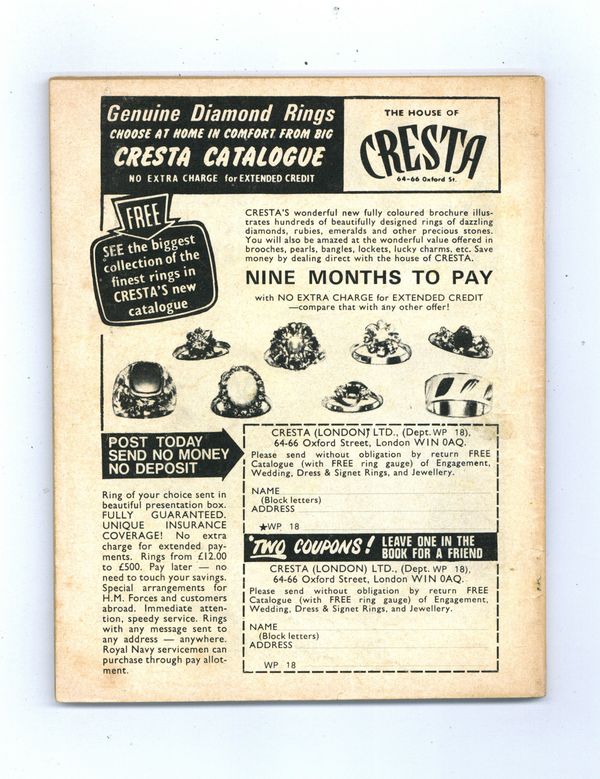 Genuine Diamond Rings
CHOOSE AT HOME IN COMFORT FROM BIG
CRESTA CATALOGUE
NO EXTRA CHARGE for EXTENDED CREDIT
THE HOUSE OF
CRESTA
64-66 Oxford St.
FREE
SEE the biggest
collection of the
finest rings in
CRESTA'S new
catalogue
CRESTA'S wonderful new fully coloured brochure illus-
trates hundreds of beautifully designed rings of dazzling
diamonds, rubies, emeralds and other precious stones.
You will also be amazed at the wonderful value offered in
brooches, pearls, bangles, lockets, lucky charms, etc. Save
money by dealing direct with the house of CRESTA.
NINE MONTHS TO PAY
with NO EXTRA CHARGE for EXTENDED CREDIT
—compare that with any other offer!
POST TODAY
SEND NO MONEY
NO DEPOSIT
Ring of your choice sent in
beautiful presentation box.
FULLY GUARANTEED.
UNIQUE INSURANCE
COVERAGE! No extra
charge for extended pay-
ments. Rings from £12.00
to £500. Pay later — no
need to touch your savings.
Special arrangements for
H.M. Forces and customers
abroad. Immediate atten-
tion, speedy service. Rings
with any message sent to
any address — anywhere.
Royal Navy servicemen can
purchase through pay allot-
ment.
CRESTA (LONDON) LTD., (Dept. WP 18),
64-66 Oxford Street, London W1N 0AQ.
Please send without obligation by return FREE
Catalogue (with FREE ring gauge) of Engagement,
Wedding, Dress & Signet Rings, and Jewellery.
NAME
(Block letters)
ADDRESS
★WP 18
TWO COUPONS! LEAVE ONE IN THE
BOOK FOR A FRIEND
CRESTA (LONDON) LTD., (Dept. WP 18),
64-66 Oxford Street, London W1N 0AQ.
Please send without obligation by return FREE
Catalogue (with FREE ring gauge) of Engagement,
Wedding, Dress & Signet Rings, and Jewellery.
NAME
(Block letters)
ADDRESS
WP 18